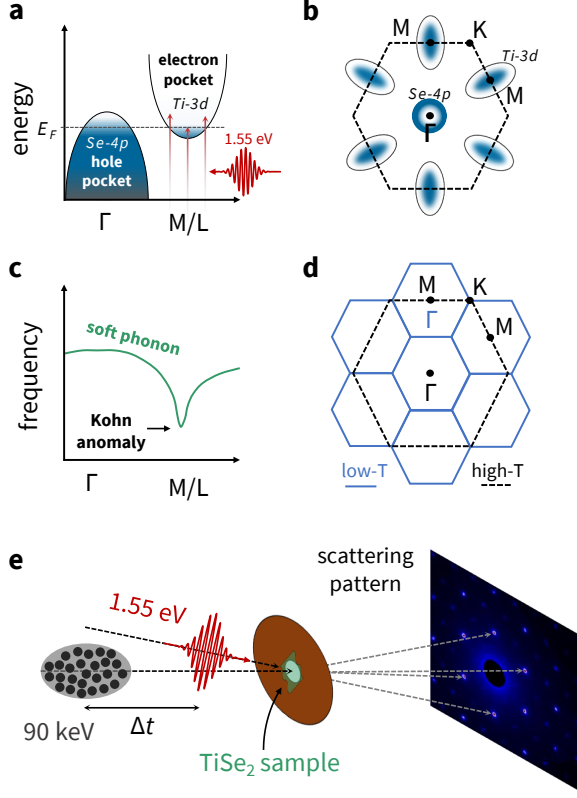 a
energy
E_F
electron
pocket
Ti-3d
Se-4p
hole
pocket
1.55 eV
Γ
M/L
b
M
K
Ti-3d
M
Se-4p
Γ
c
frequency
soft phonon
Kohn
anomaly
Γ
M/L
d
M
K
Γ
M
Γ
low-T
high-T
e
scattering
pattern
1.55 eV
90 keV
Δt
TiSe₂ sample